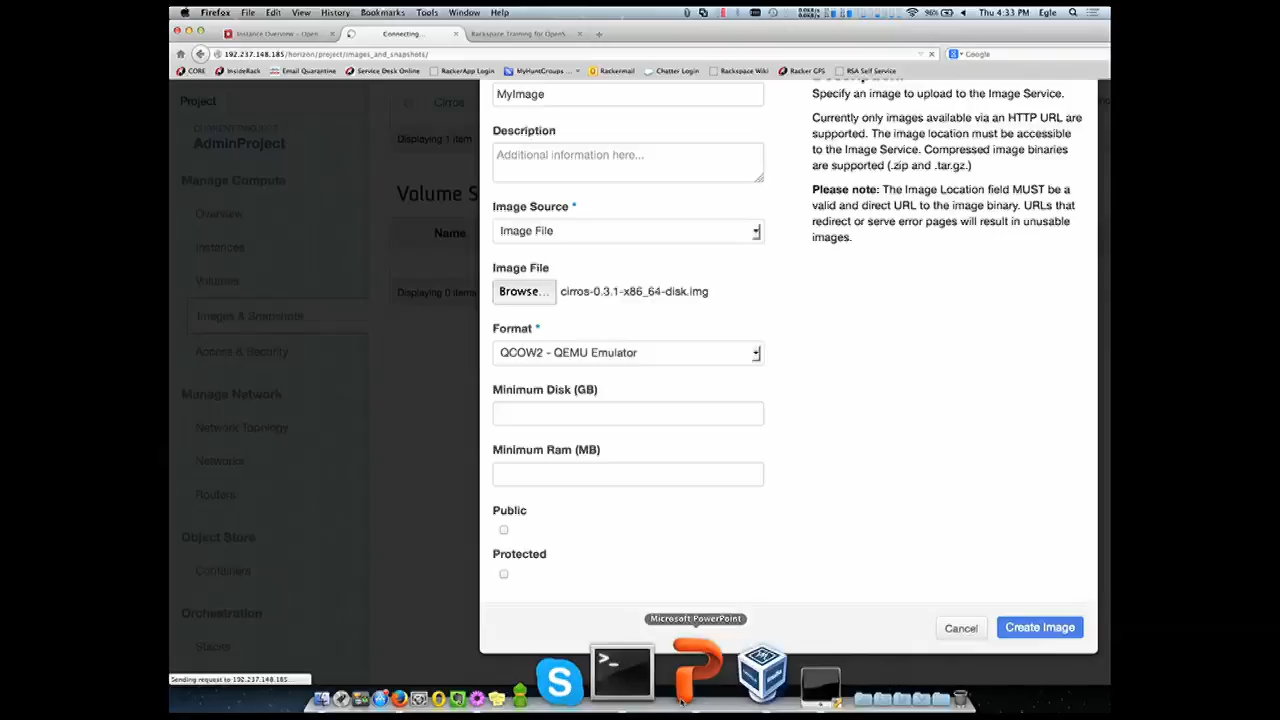 Firefox File Edit View History Bookmarks Tools Window Help
96% Thu 4:33 PM Egle
Instance Overview - Open
Connecting...
Rackspace Training for OpenS
192.237.148.185/horizon/project/images_and_snapshots/
Google
CORE InsideRack Email Quarantine Service Desk Online RackerApp Login MyHuntGroups ... Rackermail Chatter Login Rackspace Wiki Racker GPS RSA Self Service
Project
AdminProject
Manage Compute
Overview
Instances
Volumes
Images & Snapshots
Access & Security
Manage Network
Network Topology
Networks
Routers
Object Store
Containers
Orchestration
Stacks
Cirros
Displaying 1 item
Volume S
Name
Displaying 0 items
MyImage
Description
Additional information here...
Image Source *
Image File
Image File
Browse... cirros-0.3.1-x86_64-disk.img
Format *
QCOW2 - QEMU Emulator
Minimum Disk (GB)
Minimum Ram (MB)
Public
Protected
Specify an image to upload to the Image Service.
Currently only images available via an HTTP URL are
supported. The image location must be accessible
to the Image Service. Compressed image binaries
are supported (.zip and .tar.gz.)
Please note: The Image Location field MUST be a
valid and direct URL to the image binary. URLs that
redirect or serve error pages will result in unusable
images.
Cancel
Create Image
Microsoft PowerPoint
Sending request to 192.237.148.185...